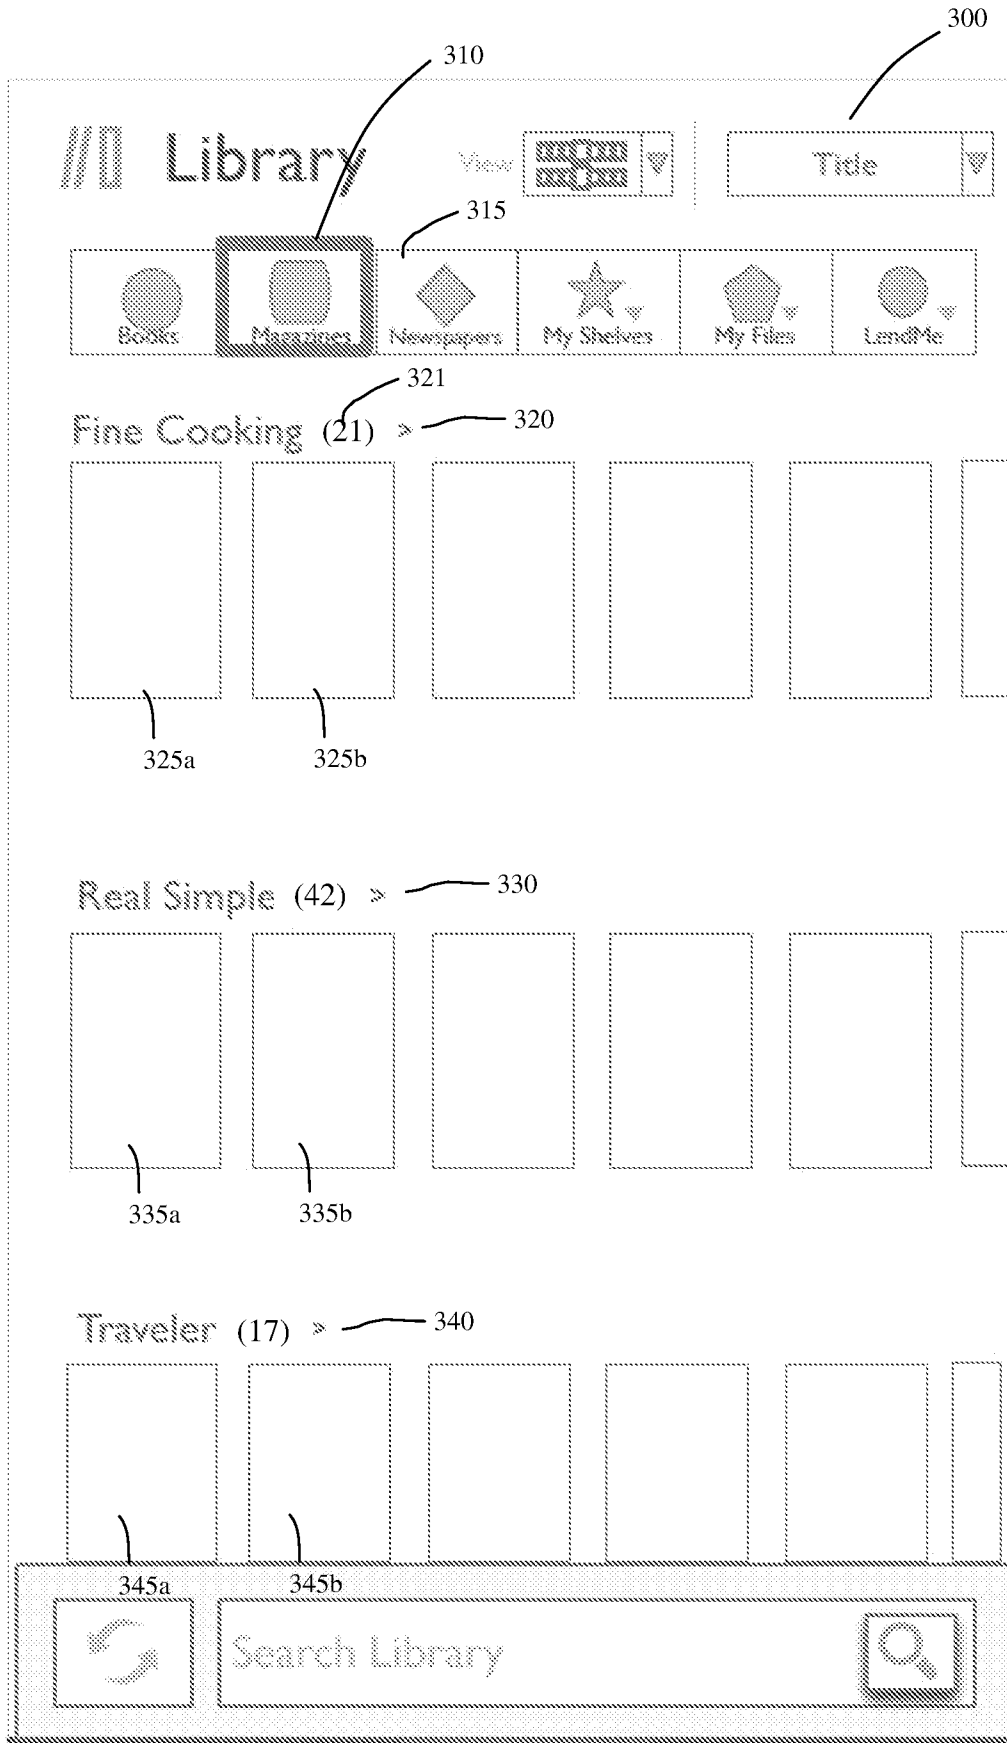 300
310
Library
View
Title
315
Books
Magazines
Newspapers
My Shelves
My Files
LendMe
321
Fine Cooking (21) >
320
325a
325b
Real Simple (42) >
330
335a
335b
Traveler (17) >
340
345a
345b
Search Library